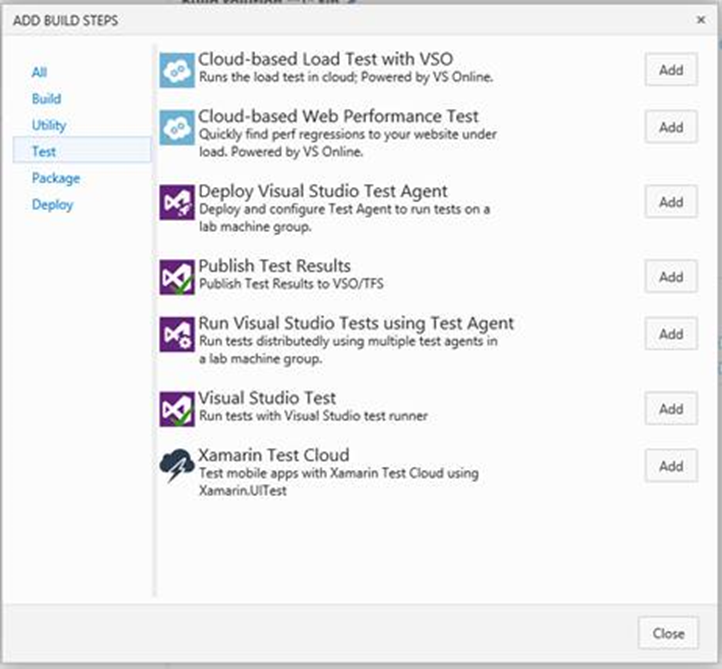 ADD BUILD STEPS
×
All
Build
Utility
Test
Package
Deploy
Cloud-based Load Test with VSO
Runs the load test in cloud; Powered by VS Online.
Add
Cloud-based Web Performance Test
Quickly find perf regressions to your website under
load. Powered by VS Online.
Add
Deploy Visual Studio Test Agent
Deploy and configure Test Agent to run tests on a
lab machine group.
Add
Publish Test Results
Publish Test Results to VSO/TFS
Add
Run Visual Studio Tests using Test Agent
Run tests distributedly using multiple test agents in
a lab machine group.
Add
Visual Studio Test
Run tests with Visual Studio test runner
Add
Xamarin Test Cloud
Test mobile apps with Xamarin Test Cloud using
Xamarin.UITest
Add
Close